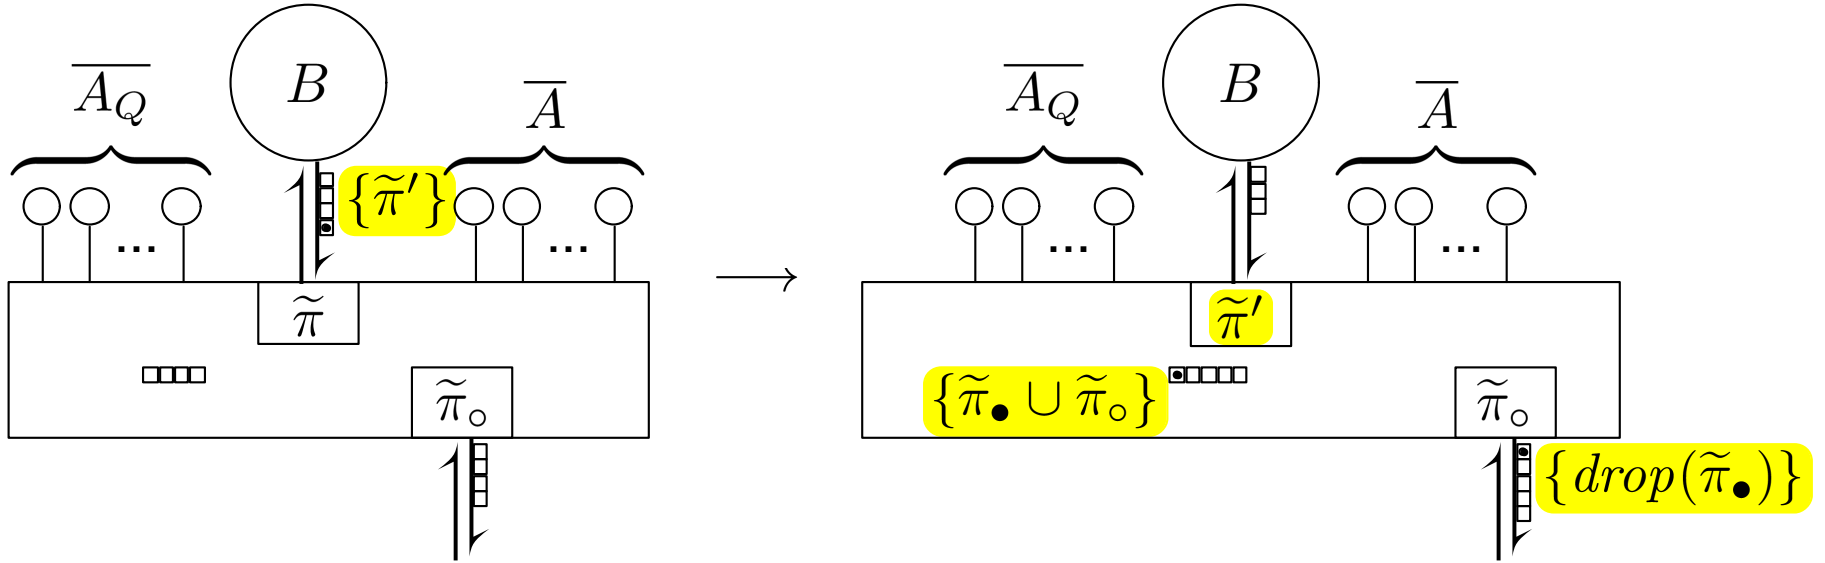 B B
A_Q A A_Q A
{π̃′}
...  ...  ...  ...
π̃ ⟶ π̃′
π̃∘ {π̃• ∪ π̃∘} π̃∘
{drop(π̃•)}